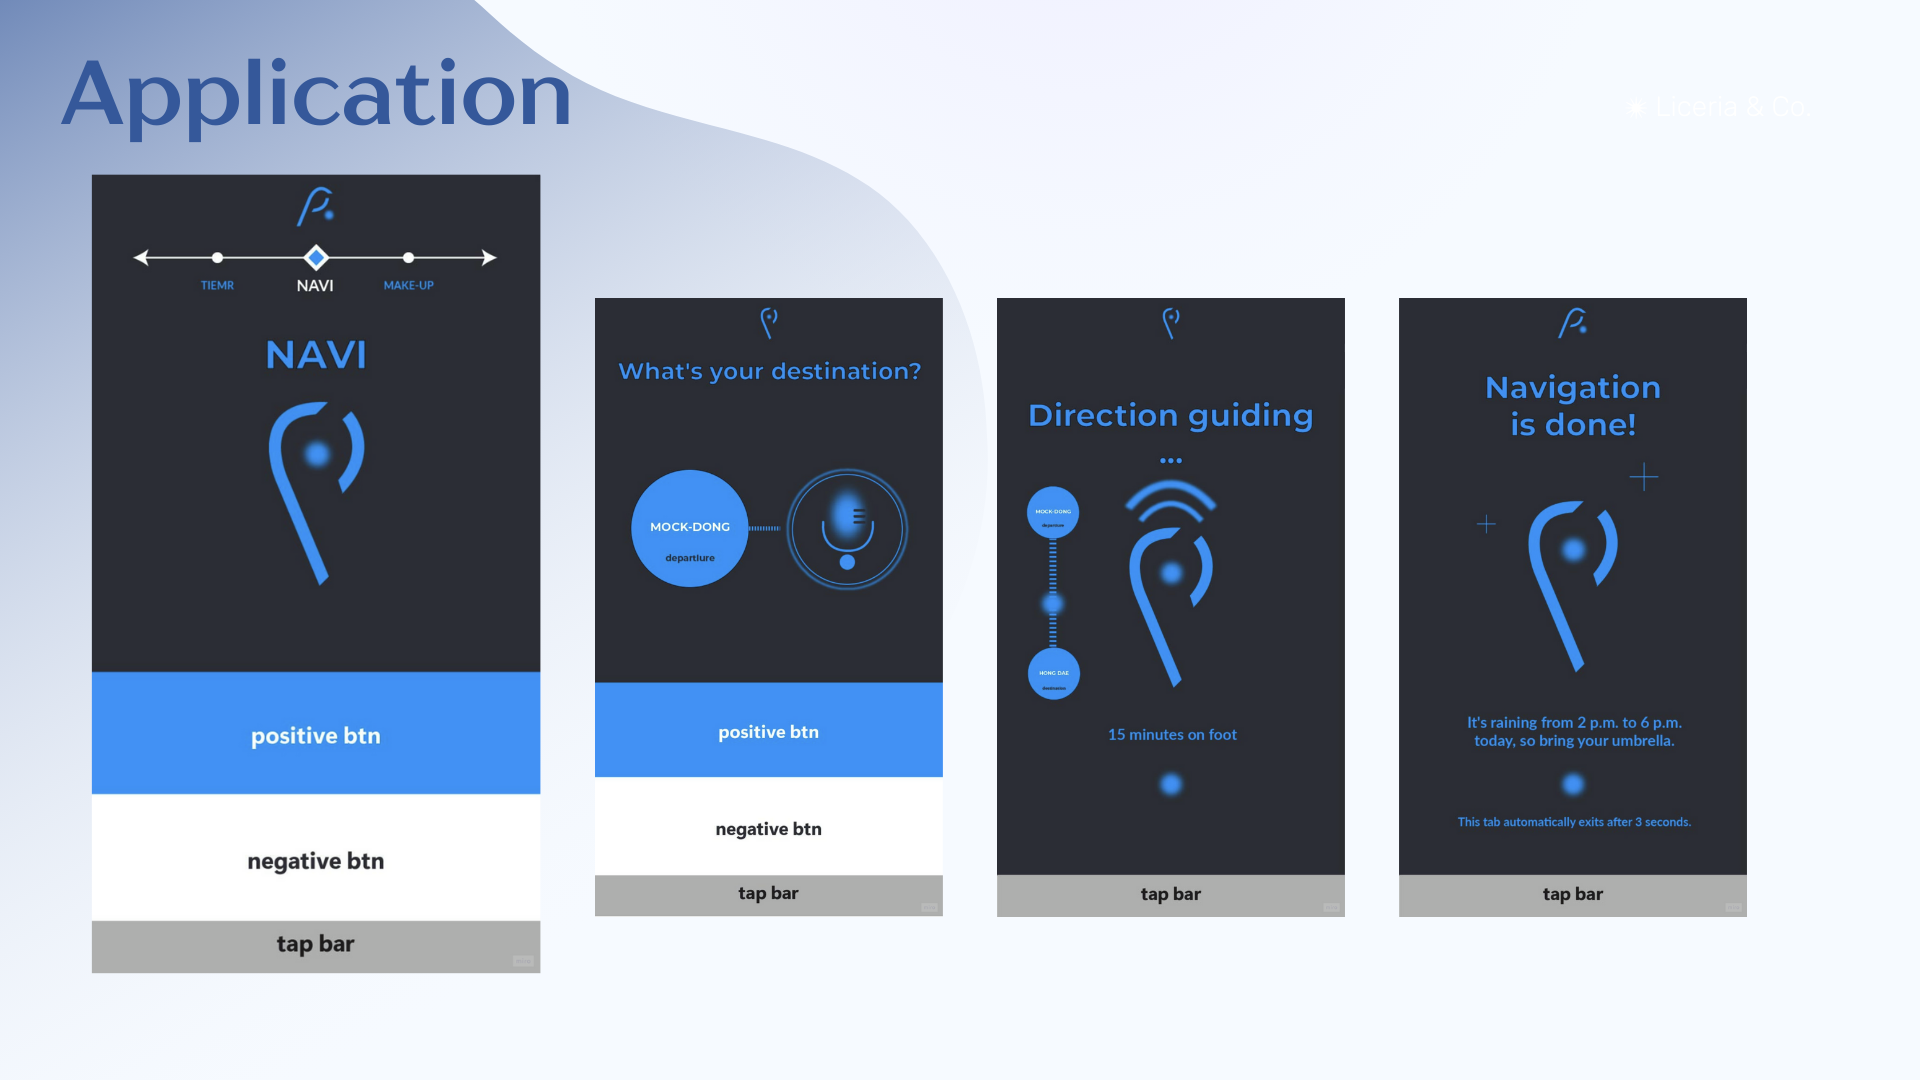 Application
Liceria & Co.
TIEMR
NAVI
MAKE-UP
NAVI
positive btn
negative btn
tap bar
What's your destination?
MOCK-DONG
departlure
positive btn
negative btn
tap bar
Direction guiding
MOCK-DONG
HONG DAE
15 minutes on foot
tap bar
Navigation
is done!
It's raining from 2 p.m. to 6 p.m.
today, so bring your umbrella.
This tab automatically exits after 3 seconds.
tap bar